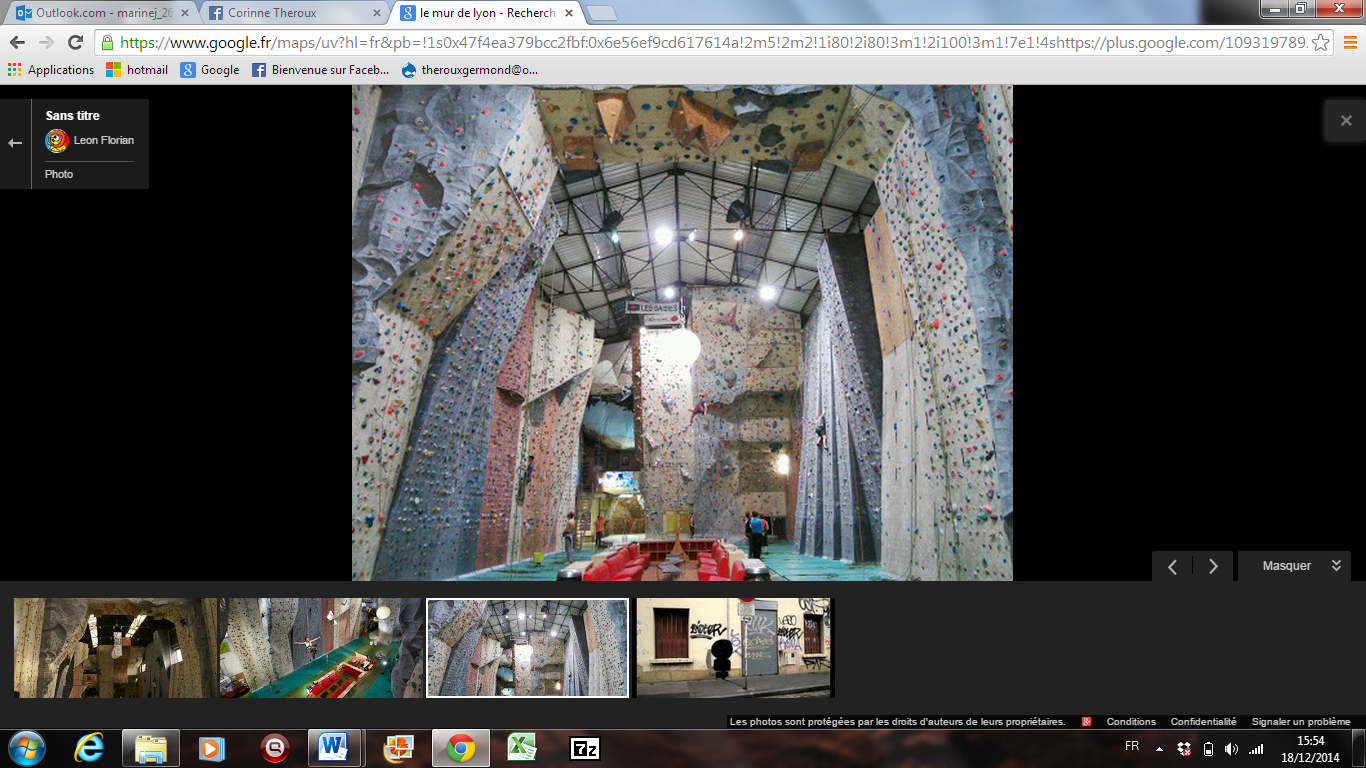 Outlook.com - marinej_26
Corinne Theroux
le mur de lyon - Recherch
https://www.google.fr/maps/uv?hl=fr&pb=!1s0x47f4ea379bcc2fbf:0x6e56ef9cd617614a!2m5!2m2!1i80!2i80!3m1!2i100!3m1!7e1!4shttps://plus.google.com/109319789
Applications hotmail Google Bienvenue sur Faceb... therouxgermond@o...
Sans titre
Leon Florian
Photo
Masquer
Les photos sont protégées par les droits d'auteurs de leurs propriétaires. Conditions Confidentialité Signaler un problème
FR
15:54
18/12/2014
7z